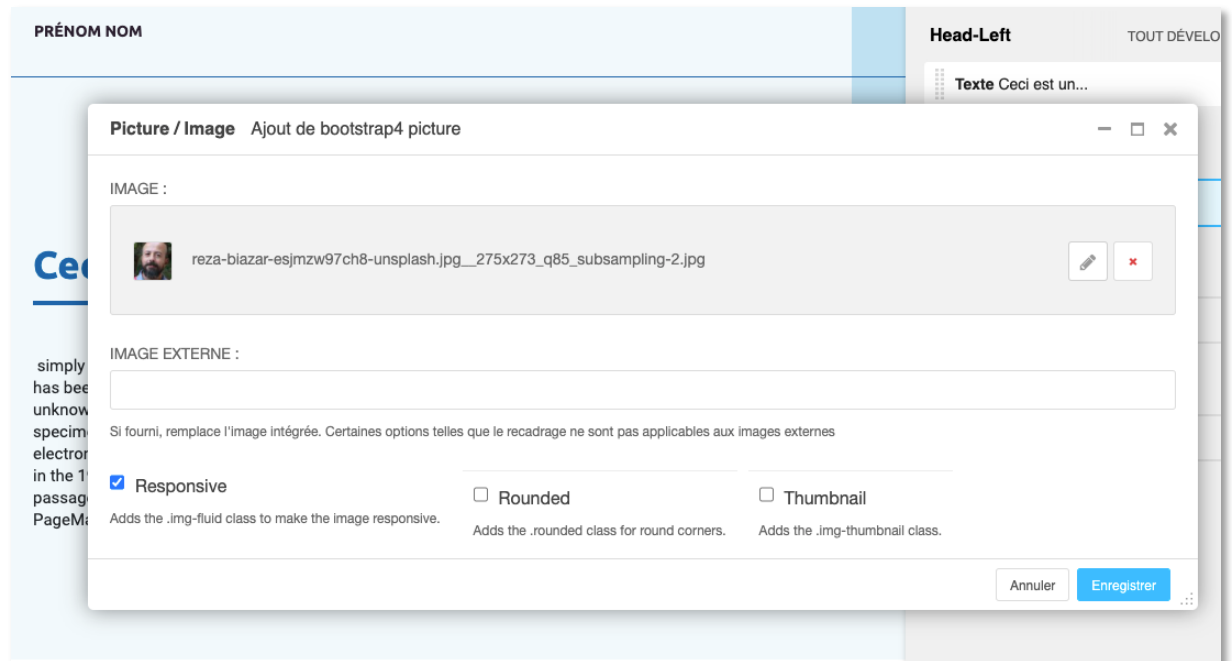 PRÉNOM NOM
Head-Left
TOUT DÉVELO
Texte Ceci est un...
Picture / Image Ajout de bootstrap4 picture
IMAGE :
reza-biazar-esjmzw97ch8-unsplash.jpg__275x273_q85_subsampling-2.jpg
IMAGE EXTERNE :
Si fourni, remplace l'image intégrée. Certaines options telles que le recadrage ne sont pas applicables aux images externes
Responsive
Adds the .img-fluid class to make the image responsive.
Rounded
Adds the .rounded class for round corners.
Thumbnail
Adds the .img-thumbnail class.
Annuler
Enregistrer
Cec
simply
has bee
unknow
specim
electron
in the 1
passag
PageMa